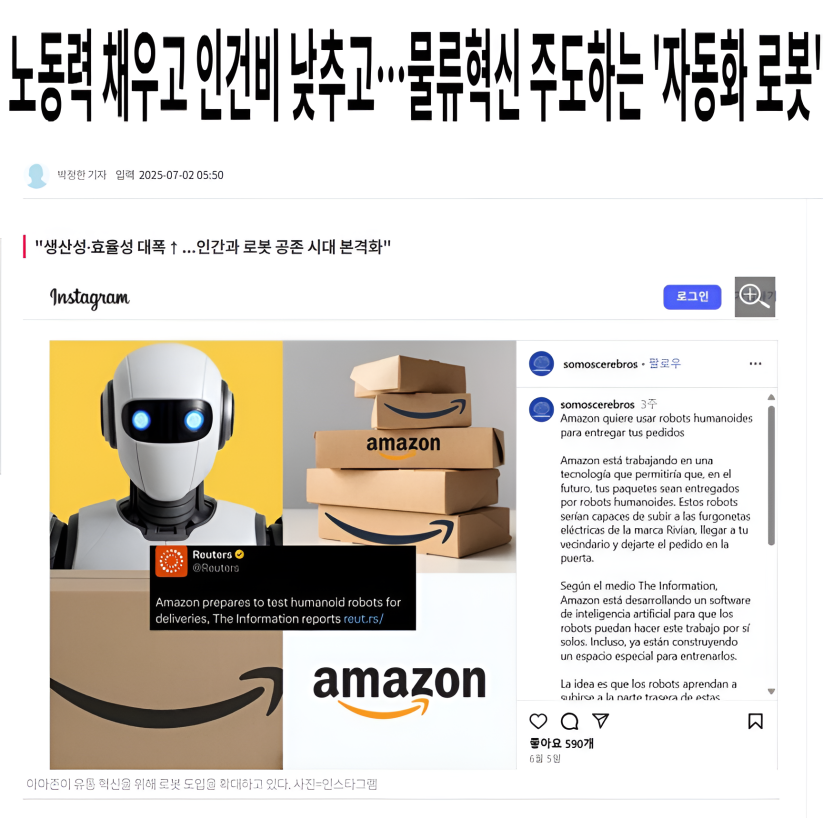 노동력 채우고 인건비 낮추고…물류혁신 주도하는 '자동화 로봇'
박정한 기자 입력 2025-07-02 05:50
"생산성·효율성 대폭↑...인간과 로봇 공존 시대 본격화"
Instagram
로그인
amazon
Reuters
@Reuters
Amazon prepares to test humanoid robots for
deliveries, The Information reports reut.rs/
amazon
somoscerebros • 팔로우
somoscerebros 3주
Amazon quiere usar robots humanoides
para entregar tus pedidos
Amazon está trabajando en una
tecnología que permitiría que, en el
futuro, tus paquetes sean entregados
por robots humanoides. Estos robots
serían capaces de subir a las furgonetas
eléctricas de la marca Rivian, llegar a tu
vecindario y dejarte el pedido en la
puerta.
Según el medio The Information,
Amazon está desarrollando un software
de inteligencia artificial para que los
robots puedan hacer este trabajo por sí
solos. Incluso, ya están construyendo
un espacio especial para entrenarlos.
La idea es que los robots aprendan a
subirse a la parte trasera de estas
좋아요 590개
6월 5일
아마존이 유통 혁신을 위해 로봇 도입을 확대하고 있다. 사진=인스타그램